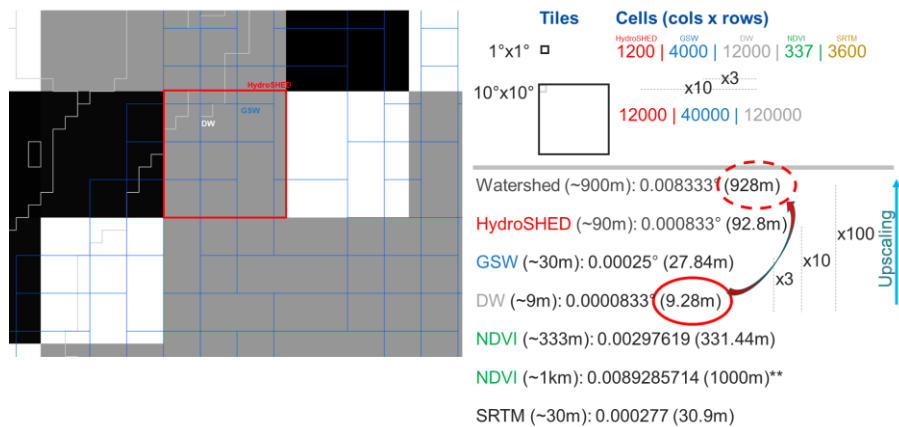 HydroSHED
GSW
DW
Tiles
Cells (cols x rows)
HydroSHED GSW DW NDVI SRTM
1°x1°
1200 | 4000 | 12000 | 337 | 3600
x3
x10
10°x10°
12000 | 40000 | 120000
Watershed (~900m): 0.008333° (928m)
HydroSHED (~90m): 0.000833° (92.8m)
GSW (~30m): 0.00025° (27.84m)
DW (~9m): 0.0000833° (9.28m)
NDVI (~333m): 0.00297619 (331.44m)
NDVI (~1km): 0.0089285714 (1000m)**
SRTM (~30m): 0.000277 (30.9m)
x3
x10
x100
Upscaling